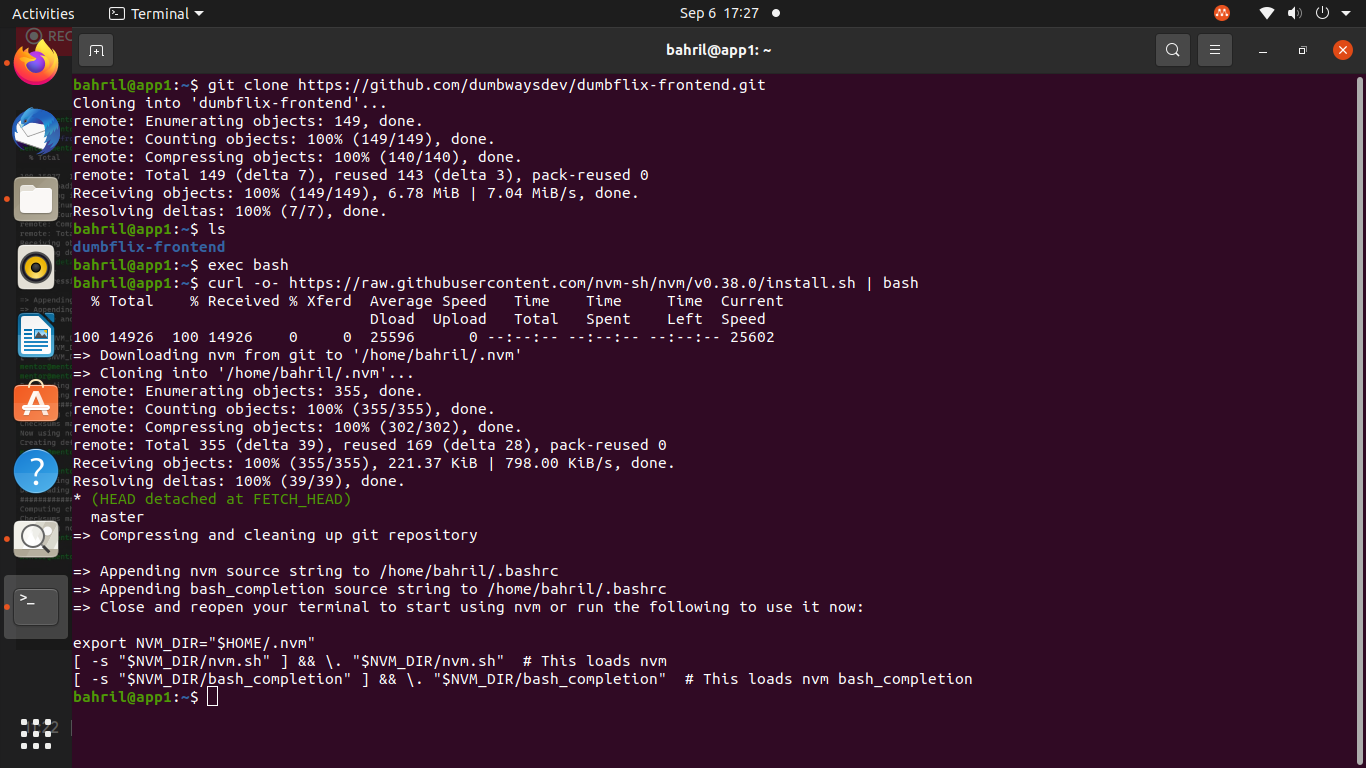 Activities
Terminal
Sep 6 17:27
REC
bahril@app1: ~
bahril@app1:~$ git clone https://github.com/dumbwaysdev/dumbflix-frontend.git
Cloning into 'dumbflix-frontend'...
remote: Enumerating objects: 149, done.
remote: Counting objects: 100% (149/149), done.
remote: Compressing objects: 100% (140/140), done.
remote: Total 149 (delta 7), reused 143 (delta 3), pack-reused 0
Receiving objects: 100% (149/149), 6.78 MiB | 7.04 MiB/s, done.
Resolving deltas: 100% (7/7), done.
bahril@app1:~$ ls
dumbflix-frontend
bahril@app1:~$ exec bash
bahril@app1:~$ curl -o- https://raw.githubusercontent.com/nvm-sh/nvm/v0.38.0/install.sh | bash
  % Total    % Received % Xferd  Average Speed   Time    Time     Time  Current
                                 Dload  Upload   Total   Spent    Left  Speed
100 14926  100 14926    0     0  25596      0 --:--:-- --:--:-- --:--:-- 25602
=> Downloading nvm from git to '/home/bahril/.nvm'
=> Cloning into '/home/bahril/.nvm'...
remote: Enumerating objects: 355, done.
remote: Counting objects: 100% (355/355), done.
remote: Compressing objects: 100% (302/302), done.
remote: Total 355 (delta 39), reused 169 (delta 28), pack-reused 0
Receiving objects: 100% (355/355), 221.37 KiB | 798.00 KiB/s, done.
Resolving deltas: 100% (39/39), done.
* (HEAD detached at FETCH_HEAD)
  master
=> Compressing and cleaning up git repository
=> Appending nvm source string to /home/bahril/.bashrc
=> Appending bash_completion source string to /home/bahril/.bashrc
=> Close and reopen your terminal to start using nvm or run the following to use it now:
export NVM_DIR="$HOME/.nvm"
[ -s "$NVM_DIR/nvm.sh" ] && \. "$NVM_DIR/nvm.sh"  # This loads nvm
[ -s "$NVM_DIR/bash_completion" ] && \. "$NVM_DIR/bash_completion"  # This loads nvm bash_completion
bahril@app1:~$